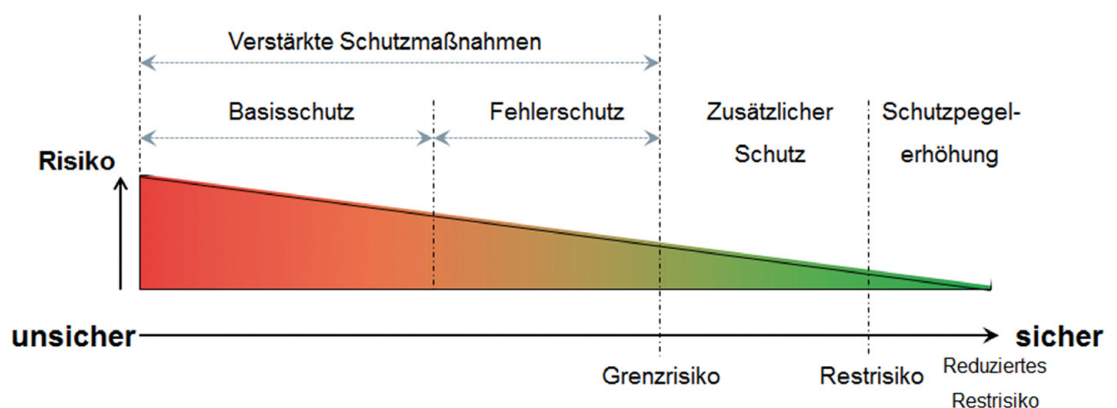 Verstärkte Schutzmaßnahmen
Basisschutz
Fehlerschutz
Zusätzlicher
Schutz
Schutzpegel-
erhöhung
Risiko
unsicher
sicher
Grenzrisiko
Restrisiko
Reduziertes
Restrisiko